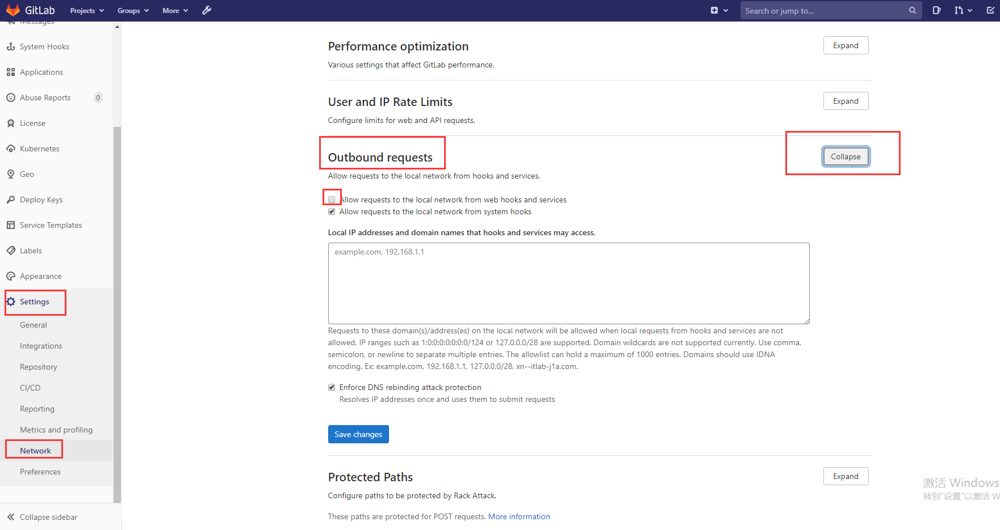 GitLab Projects Groups More Search or jump to...
Messages
System Hooks
Applications
Abuse Reports 0
License
Kubernetes
Geo
Deploy Keys
Service Templates
Labels
Appearance
Settings
General
Integrations
Repository
CI/CD
Reporting
Metrics and profiling
Network
Preferences
Collapse sidebar
Performance optimization
Expand
Various settings that affect GitLab performance.
User and IP Rate Limits
Expand
Configure limits for web and API requests.
Outbound requests
Collapse
Allow requests to the local network from hooks and services.
Allow requests to the local network from web hooks and services
Allow requests to the local network from system hooks
Local IP addresses and domain names that hooks and services may access.
example.com, 192.168.1.1
Requests to these domain(s)/address(es) on the local network will be allowed when local requests from hooks and services are not
allowed. IP ranges such as 1:0:0:0:0:0:0:0/124 or 127.0.0.0/28 are supported. Domain wildcards are not supported currently. Use comma,
semicolon, or newline to separate multiple entries. The allowlist can hold a maximum of 1000 entries. Domains should use IDNA
encoding. Ex: example.com, 192.168.1.1, 127.0.0.0/28, xn--itlab-j1a.com.
Enforce DNS rebinding attack protection
Resolves IP addresses once and uses them to submit requests
Save changes
Protected Paths
Expand
Configure paths to be protected by Rack Attack.
These paths are protected for POST requests. More information
激活 Windows
转到“设置”以激活 W